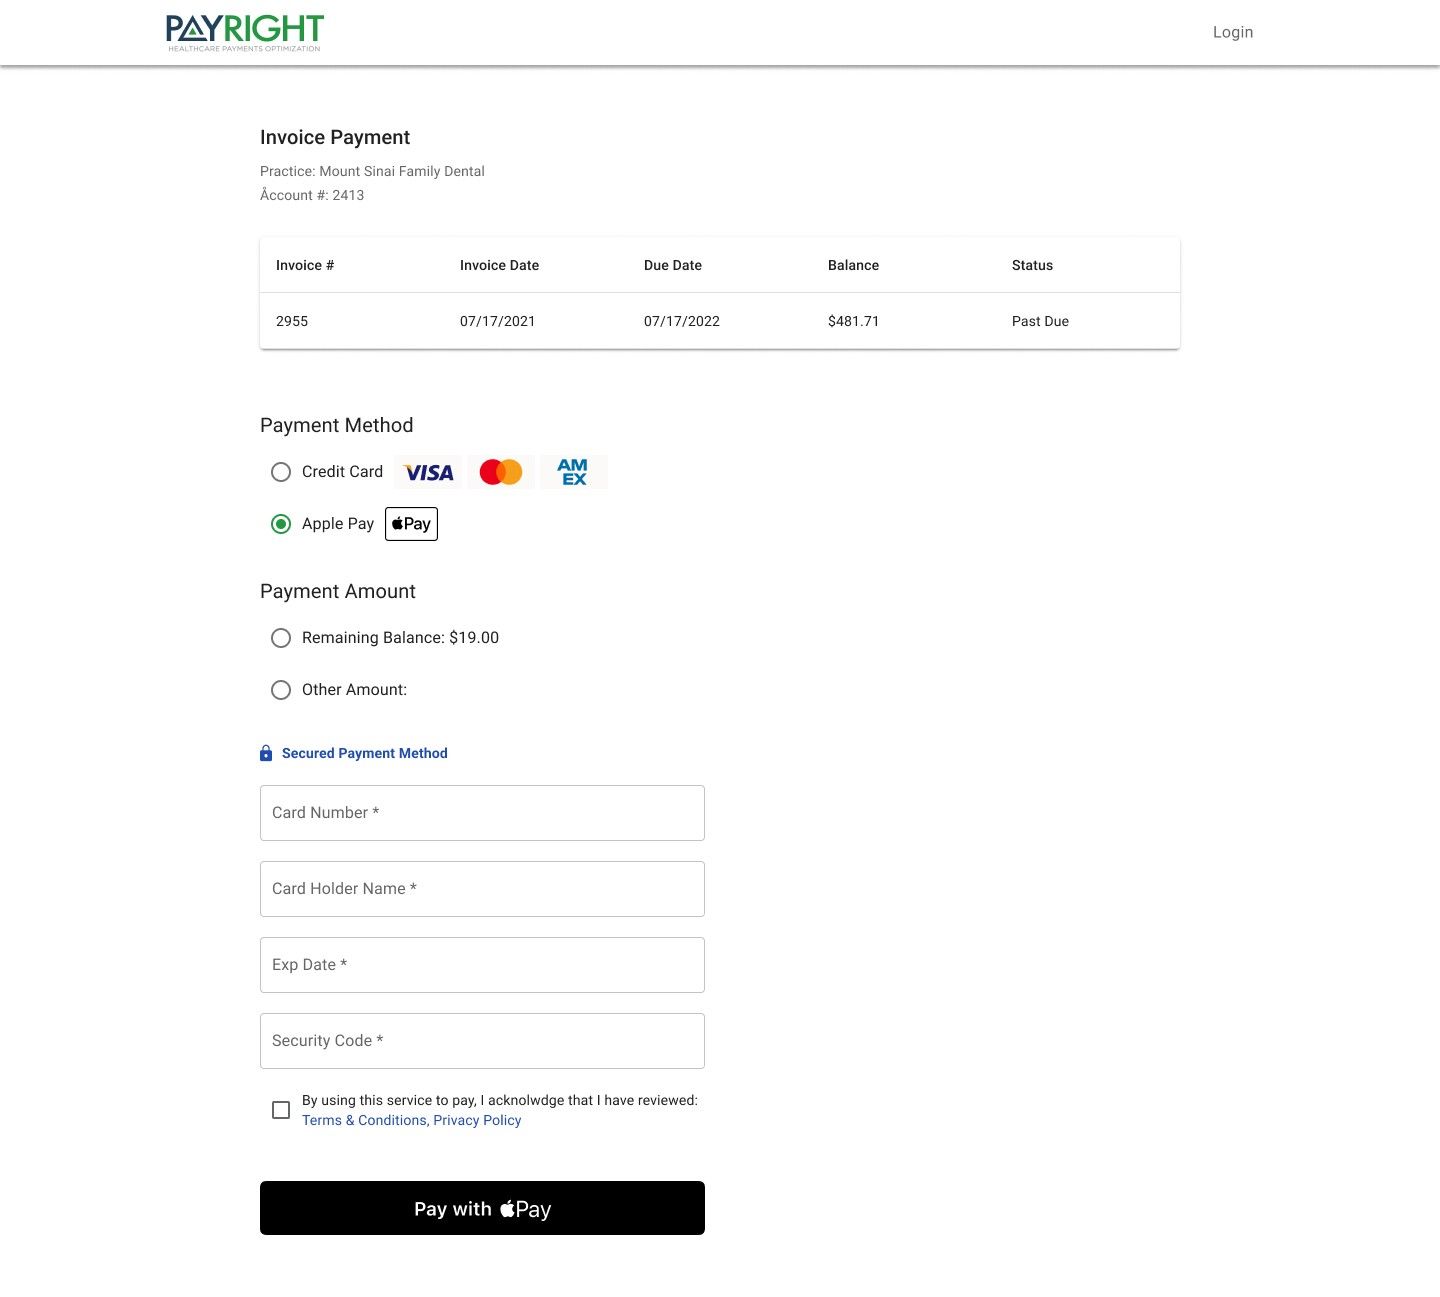 PAYRIGHT
HEALTHCARE PAYMENTS OPTIMIZATION
Login
Invoice Payment
Practice: Mount Sinai Family Dental
Åccount #: 2413
Invoice # Invoice Date Due Date Balance Status
2955 07/17/2021 07/17/2022 $481.71 Past Due
Payment Method
Credit Card VISA AM EX
Apple Pay Pay
Payment Amount
Remaining Balance: $19.00
Other Amount:
Secured Payment Method
Card Number *
Card Holder Name *
Exp Date *
Security Code *
By using this service to pay, I acknolwdge that I have reviewed:
Terms & Conditions, Privacy Policy
Pay with Pay